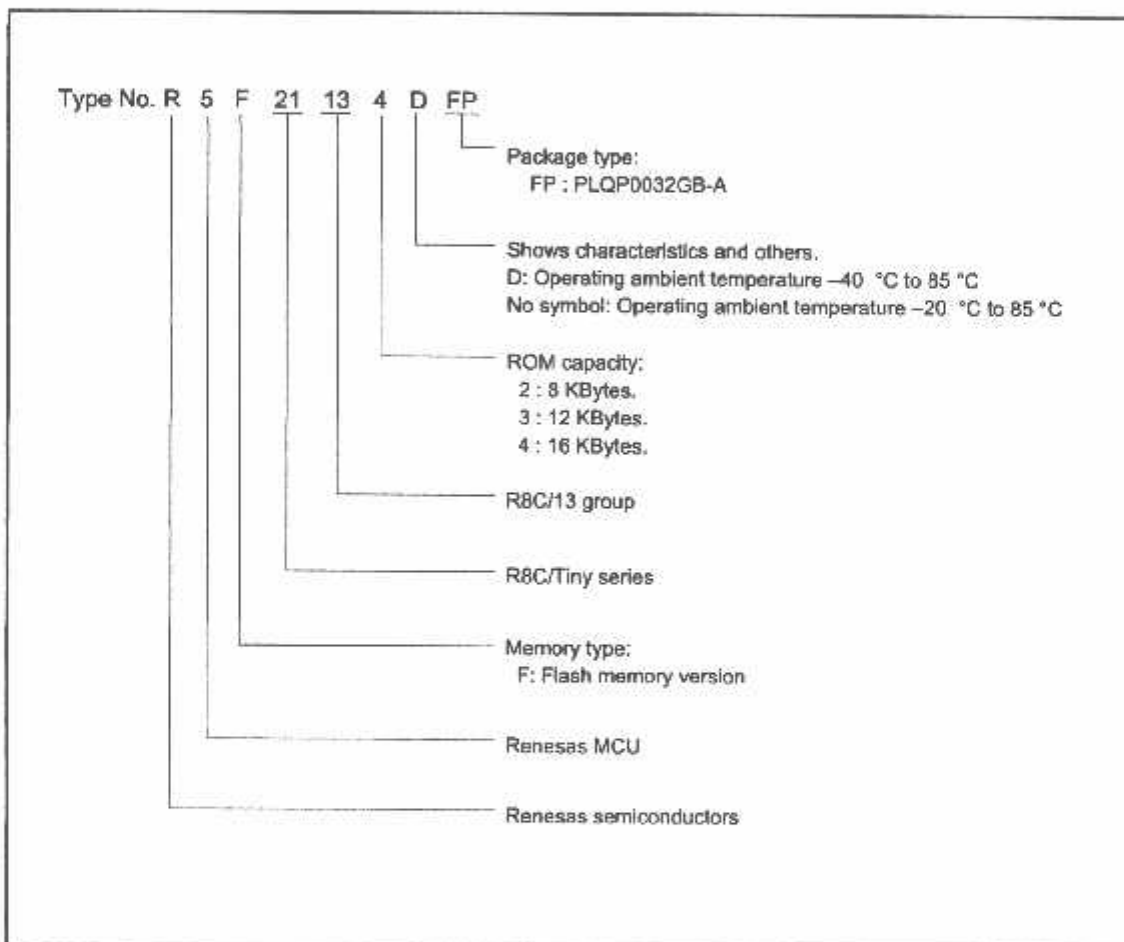 Type No. R 5 F 21 13 4 D FP
Package type:
FP : PLQP0032GB-A
Shows characteristics and others.
D: Operating ambient temperature –40 °C to 85 °C
No symbol: Operating ambient temperature –20 °C to 85 °C
ROM capacity:
2 : 8 KBytes.
3 : 12 KBytes.
4 : 16 KBytes.
R8C/13 group
R8C/Tiny series
Memory type:
F: Flash memory version
Renesas MCU
Renesas semiconductors